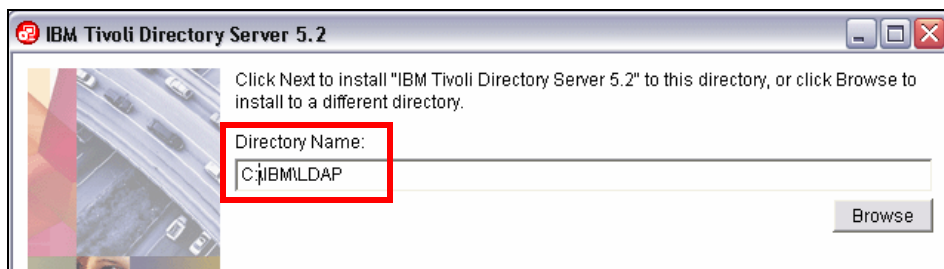 IBM Tivoli Directory Server 5.2
Click Next to install "IBM Tivoli Directory Server 5.2" to this directory, or click Browse to
install to a different directory.
Directory Name:
C:\IBM\LDAP
Browse